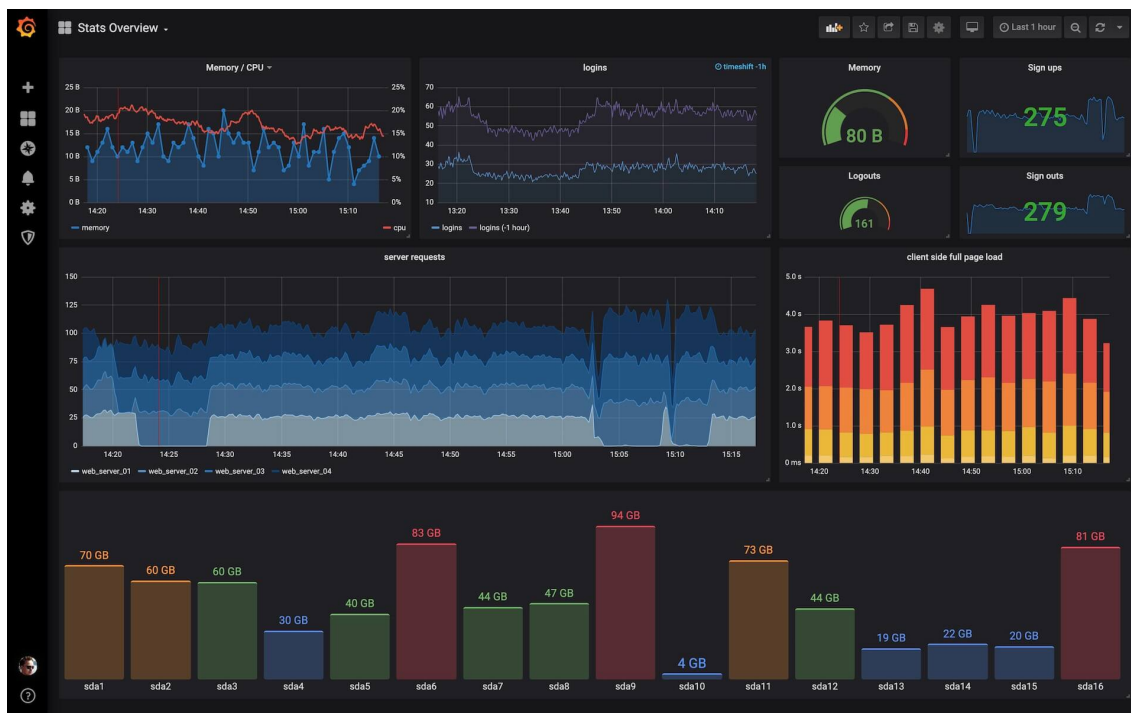 Stats Overview
Last 1 hour
Memory / CPU
25 B
20 B
15 B
10 B
5 B
0 B
25%
20%
15%
10%
5%
0%
14:20 14:30 14:40 14:50 15:00 15:10
memory
cpu
logins
timeshift -1h
70
60
50
40
30
20
10
13:20 13:30 13:40 13:50 14:00 14:10
logins logins (-1 hour)
Memory
80 B
Sign ups
275
Logouts
161
Sign outs
279
server requests
150
125
100
75
50
25
0
14:20 14:25 14:30 14:35 14:40 14:45 14:50 14:55 15:00 15:05 15:10 15:15
web_server_01 web_server_02 web_server_03 web_server_04
client side full page load
5.0 s
4.0 s
3.0 s
2.0 s
1.0 s
0 ms
14:20 14:30 14:40 14:50 15:00 15:10
70 GB 60 GB 60 GB 30 GB 40 GB 83 GB 44 GB 47 GB 94 GB 4 GB 73 GB 44 GB 19 GB 22 GB 20 GB 81 GB
sda1 sda2 sda3 sda4 sda5 sda6 sda7 sda8 sda9 sda10 sda11 sda12 sda13 sda14 sda15 sda16